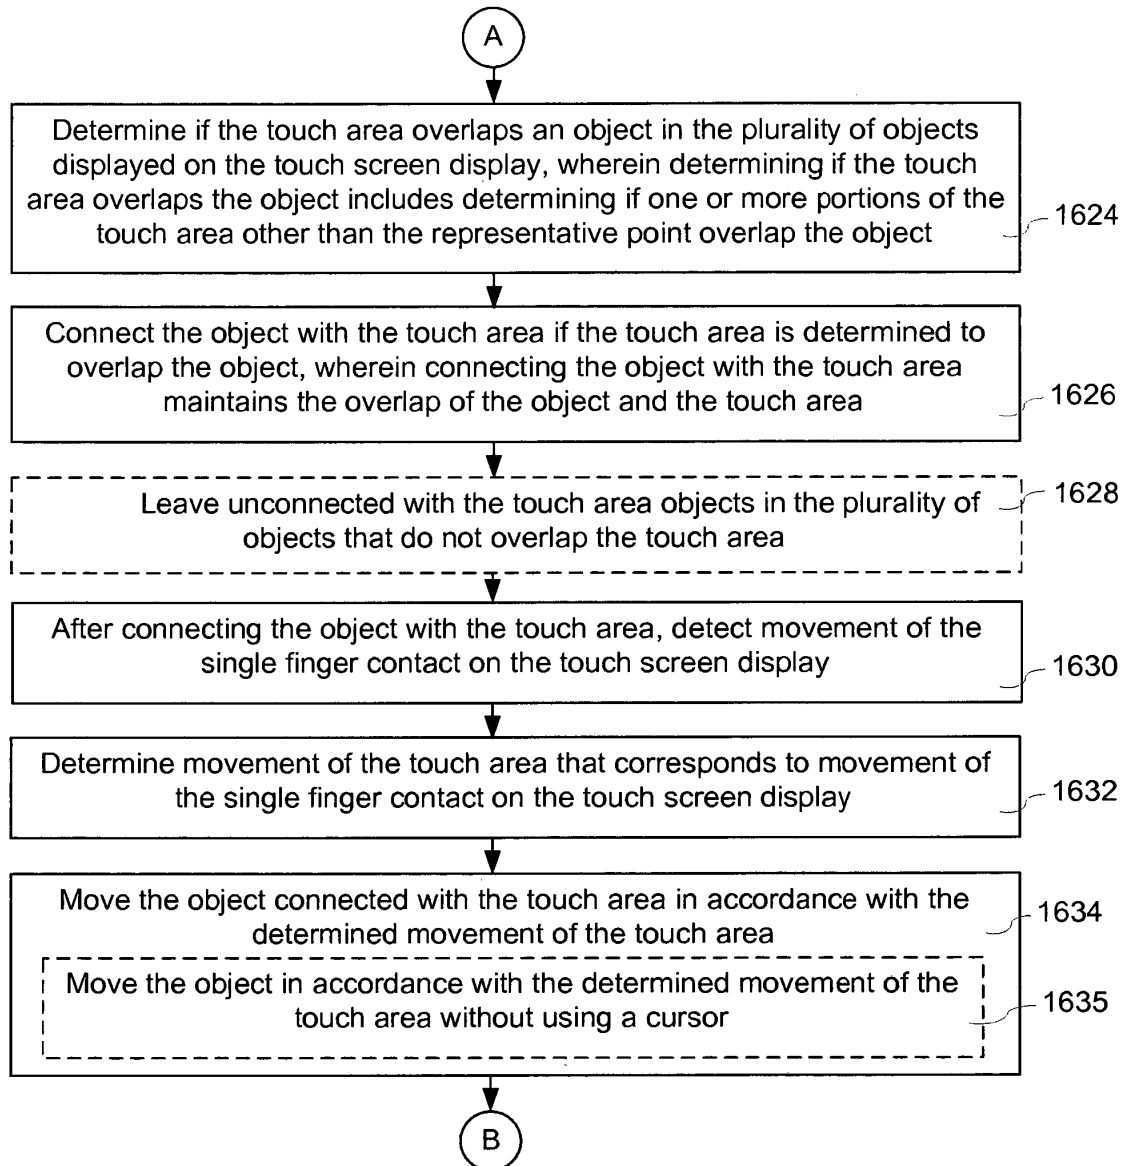 A
Determine if the touch area overlaps an object in the plurality of objects
displayed on the touch screen display, wherein determining if the touch
area overlaps the object includes determining if one or more portions of the
touch area other than the representative point overlap the object
1624
Connect the object with the touch area if the touch area is determined to
overlap the object, wherein connecting the object with the touch area
maintains the overlap of the object and the touch area
1626
Leave unconnected with the touch area objects in the plurality of
objects that do not overlap the touch area
1628
After connecting the object with the touch area, detect movement of the
single finger contact on the touch screen display
1630
Determine movement of the touch area that corresponds to movement of
the single finger contact on the touch screen display
1632
Move the object connected with the touch area in accordance with the
determined movement of the touch area
1634
Move the object in accordance with the determined movement of the
touch area without using a cursor
1635
B